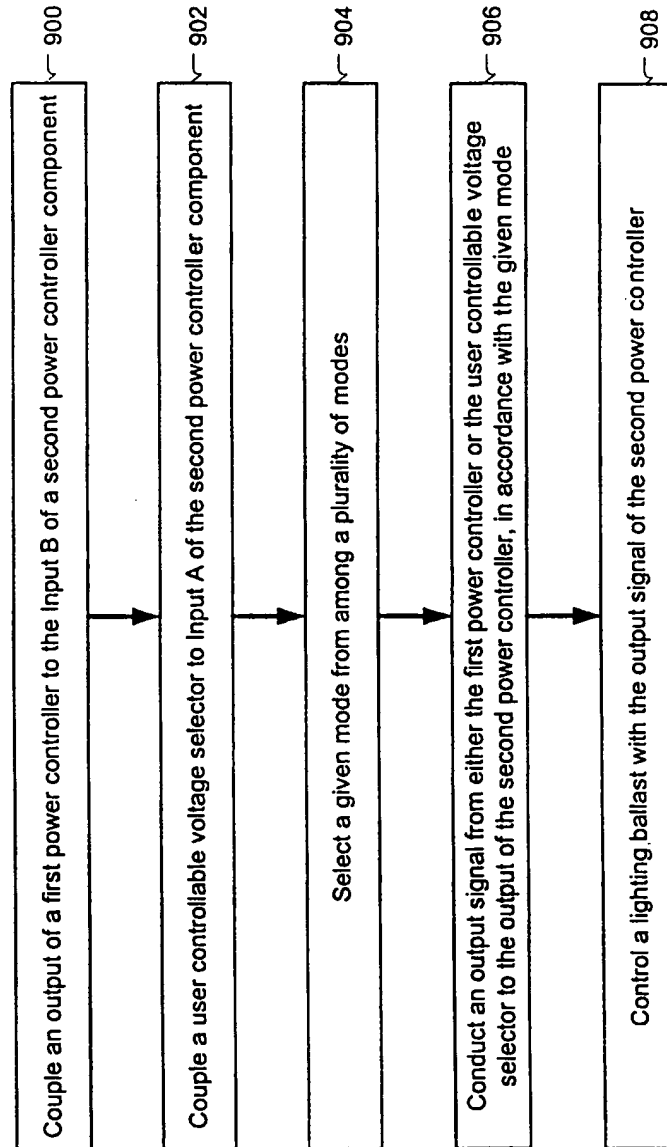 Couple an output of a first power controller to the Input B of a second power controller component
900
Couple a user controllable voltage selector to Input A of the second power controller component
902
Select a given mode from among a plurality of modes
904
Conduct an output signal from either the first power controller or the user controllable voltage
selector to the output of the second power controller, in accordance with the given mode
906
Control a lighting ballast with the output signal of the second power controller
908